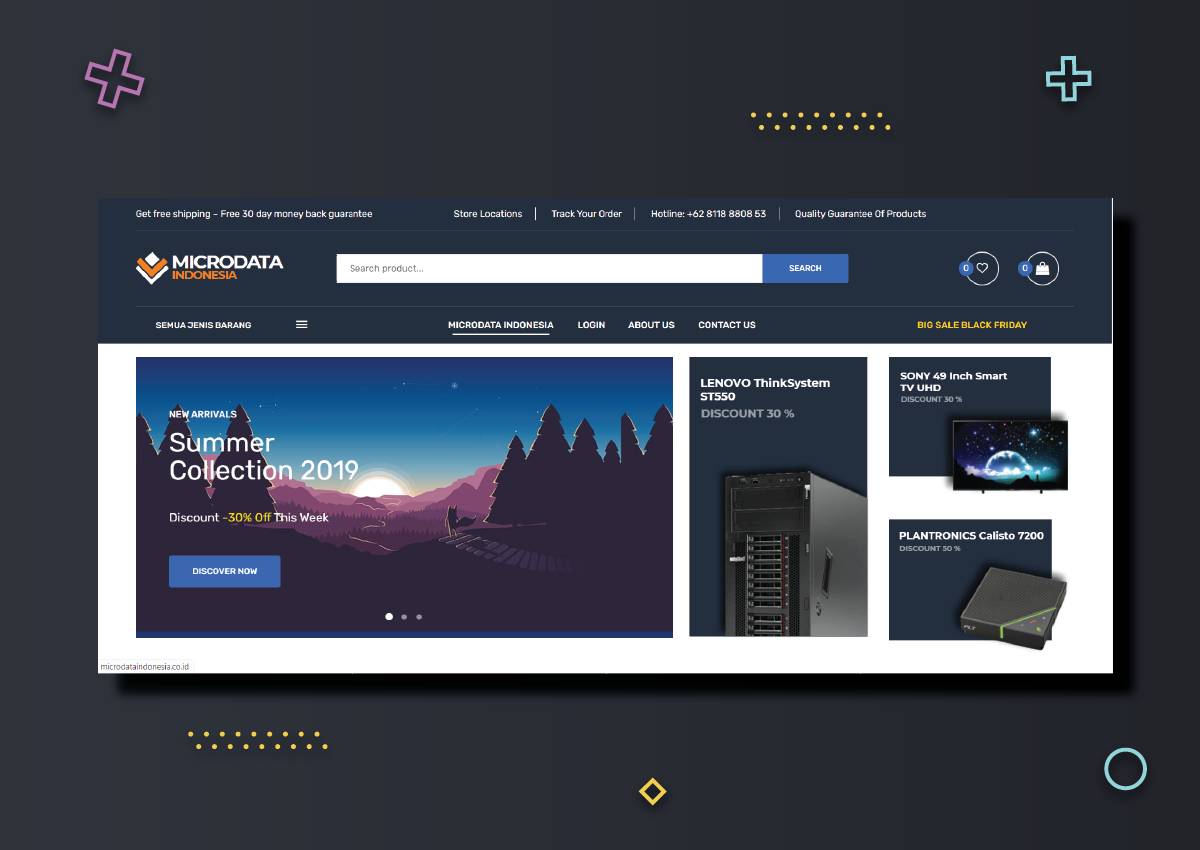 Get free shipping – Free 30 day money back guarantee
Store Locations
Track Your Order
Hotline: +62 8118 8808 53
Quality Guarantee Of Products
MICRODATA
INDONESIA
Search product...
SEARCH
0
0
SEMUA JENIS BARANG
MICRODATA INDONESIA
LOGIN
ABOUT US
CONTACT US
BIG SALE BLACK FRIDAY
NEW ARRIVALS
Summer
Collection 2019
Discount -30% Off This Week
DISCOVER NOW
LENOVO ThinkSystem
ST550
DISCOUNT 30 %
SONY 49 Inch Smart
TV UHD
DISCOUNT 30 %
PLANTRONICS Calisto 7200
DISCOUNT 50 %
PLT
microdataindonesia.co.id